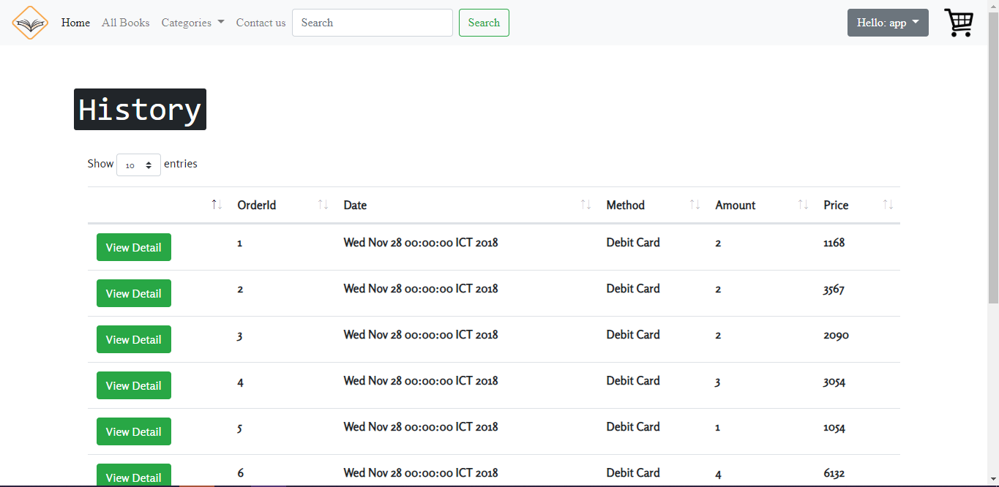 Home All Books Categories Contact us Search Search Hello: app
History
Show 10 entries
OrderId Date Method Amount Price
View Detail 1 Wed Nov 28 00:00:00 ICT 2018 Debit Card 2 1168
View Detail 2 Wed Nov 28 00:00:00 ICT 2018 Debit Card 2 3567
View Detail 3 Wed Nov 28 00:00:00 ICT 2018 Debit Card 2 2090
View Detail 4 Wed Nov 28 00:00:00 ICT 2018 Debit Card 3 3054
View Detail 5 Wed Nov 28 00:00:00 ICT 2018 Debit Card 1 1054
View Detail 6 Wed Nov 28 00:00:00 ICT 2018 Debit Card 4 6132